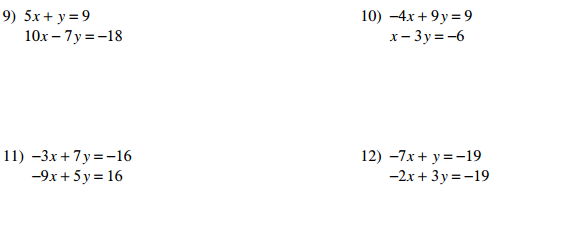 9) 5x + y = 9
10x – 7y = –18
10) –4x + 9y = 9
x – 3y = –6
11) –3x + 7y = –16
–9x + 5y = 16
12) –7x + y = –19
–2x + 3y = –19